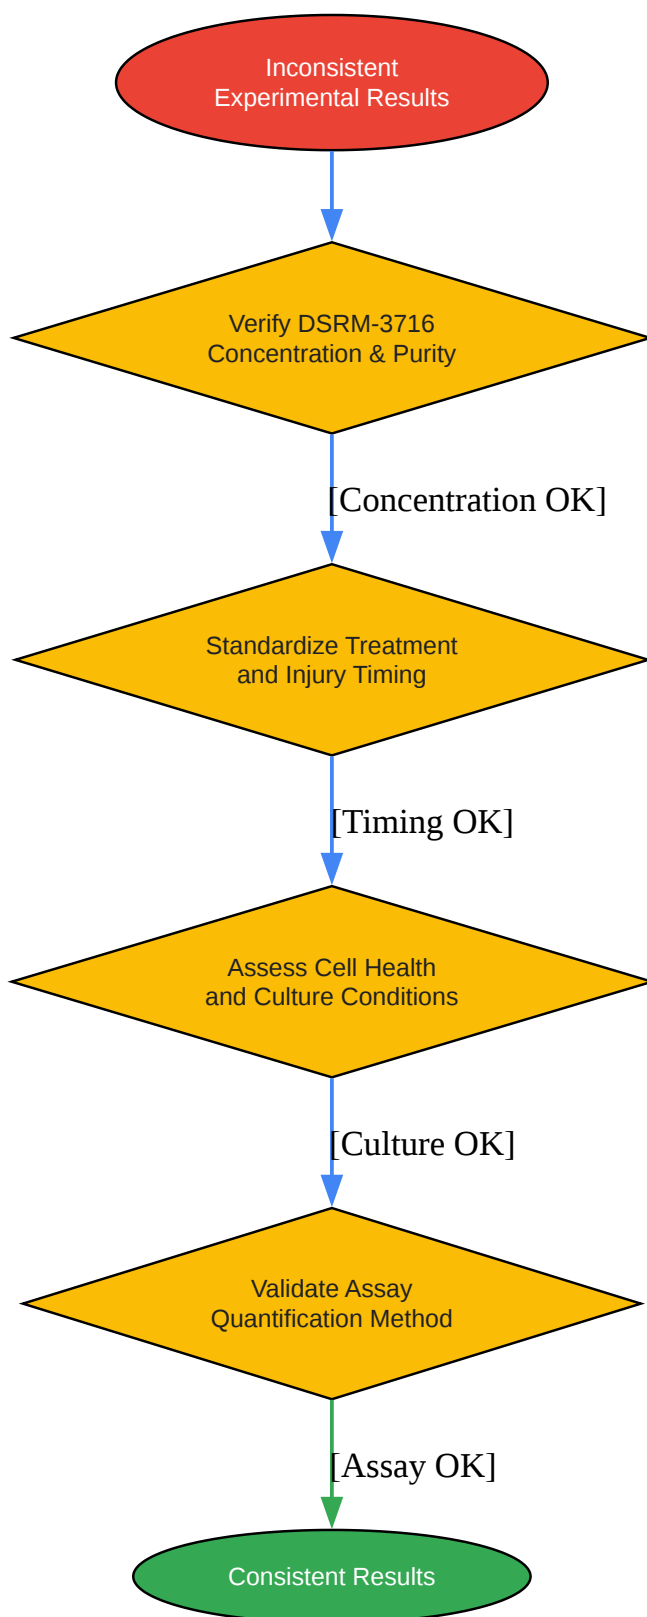 Inconsistent
Experimental Results
Verify DSRM-3716
Concentration & Purity
[Concentration OK]
Standardize Treatment
and Injury Timing
[Timing OK]
Assess Cell Health
and Culture Conditions
[Culture OK]
Validate Assay
Quantification Method
[Assay OK]
Consistent Results